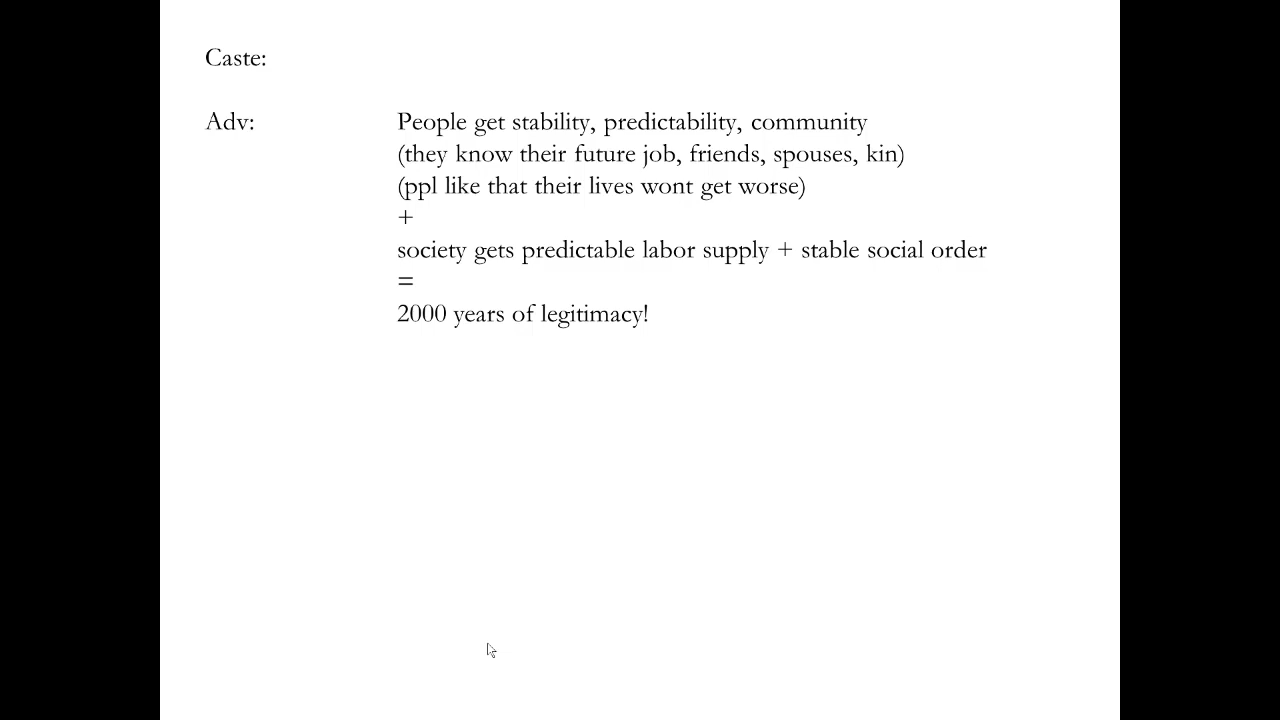 Caste:
Adv: People get stability, predictability, community
(they know their future job, friends, spouses, kin)
(ppl like that their lives wont get worse)
+
society gets predictable labor supply + stable social order
=
2000 years of legitimacy!